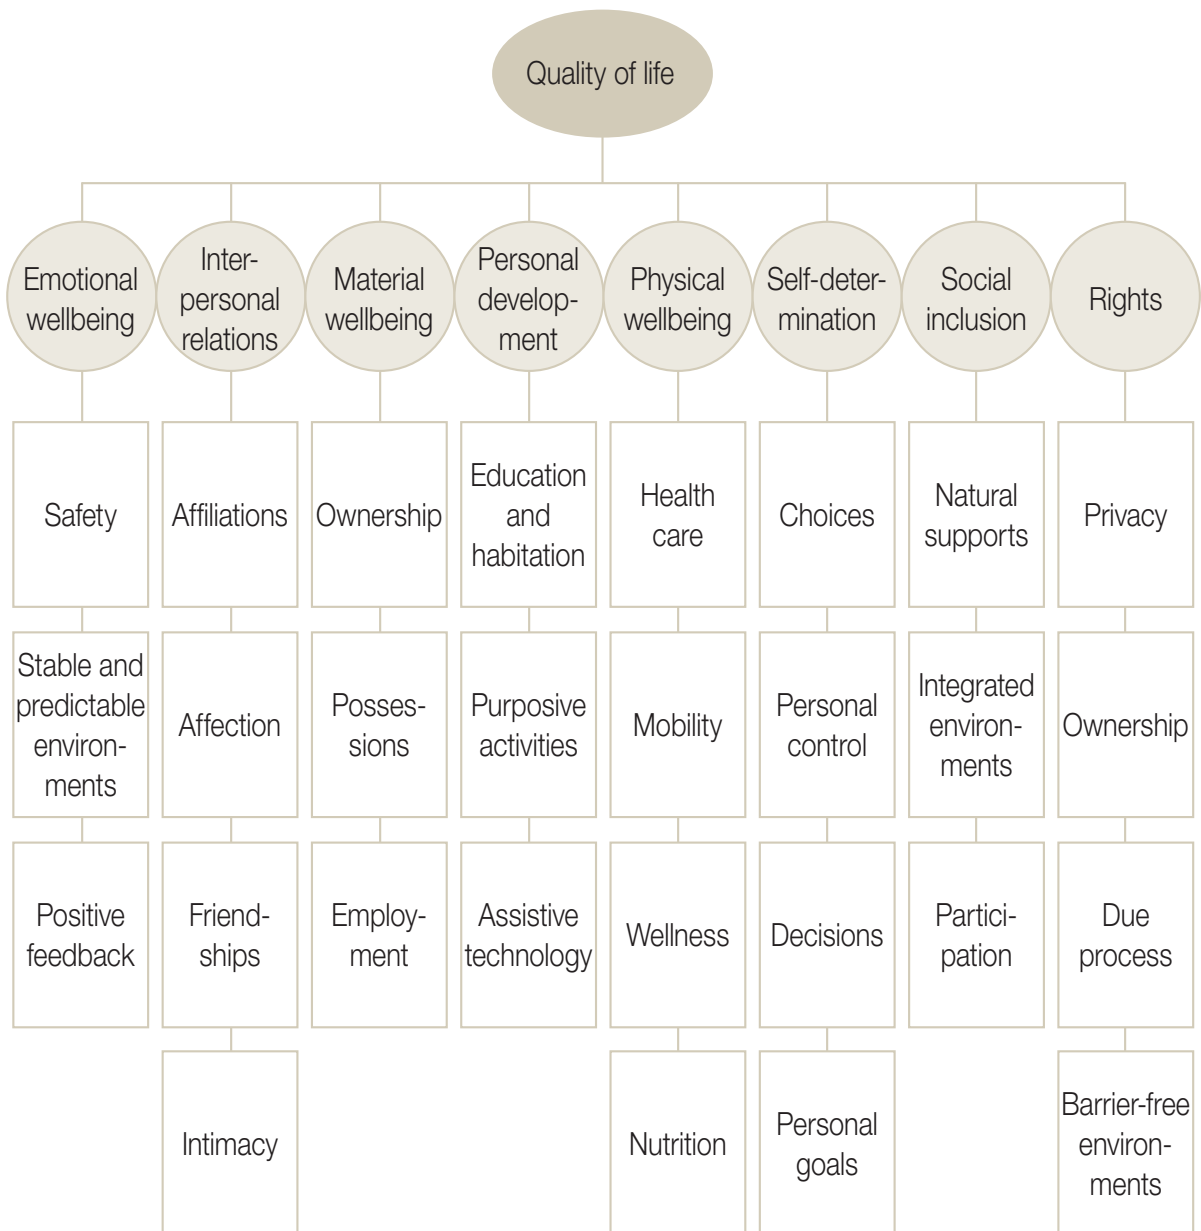 Quality of life
Emotional
wellbeing
Inter-
personal
relations
Material
wellbeing
Personal
develop-
ment
Physical
wellbeing
Self-deter-
mination
Social
inclusion
Rights
Safety
Affiliations
Ownership
Education
and
habitation
Health
care
Choices
Natural
supports
Privacy
Stable and
predictable
environ-
ments
Affection
Posses-
sions
Purposive
activities
Mobility
Personal
control
Integrated
environ-
ments
Ownership
Positive
feedback
Friend-
ships
Employ-
ment
Assistive
technology
Wellness
Decisions
Partici-
pation
Due
process
Intimacy
Nutrition
Personal
goals
Barrier-free
environ-
ments